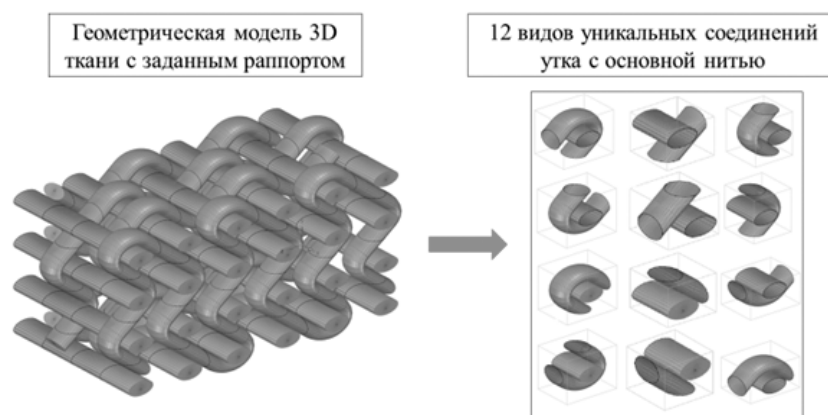 Геометрическая модель 3D
ткани с заданным раппортом
12 видов уникальных соединений
утка с основной нитью